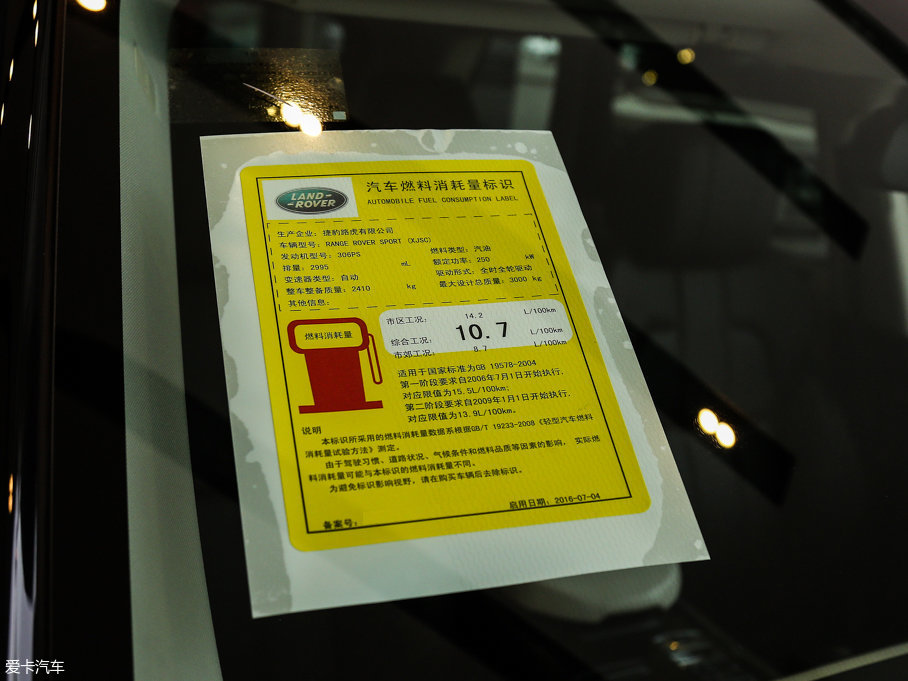 LAND-
-ROVER
汽车燃料消耗量标识
AUTOMOBILE FUEL CONSUMPTION LABEL
生产企业: 捷豹路虎有限公司
车辆型号: RANGE ROVER SPORT (XJSC)
发动机型号: 306PS 燃料类型: 汽油
排量: 2995 mL 额定功率: 250 kW
变速器类型: 自动 驱动形式: 全时全轮驱动
整车整备质量: 2410 kg 最大设计总质量: 3000 kg
其他信息:
燃料消耗量
市区工况: 14.2 L/100km
综合工况: 10.7 L/100km
市郊工况: 8.7 L/100km
适用于国家标准为GB 19578-2004
第一阶段要求自2006年7月1日开始执行,
对应限值为15.5L/100km;
第二阶段要求自2009年1月1日开始执行,
对应限值为13.9L/100km。
说明
本标识所采用的燃料消耗量数据系根据GB/T 19233-2008《轻型汽车燃料
消耗量试验方法》测定。
由于驾驶习惯、道路状况、气候条件和燃料品质等因素的影响, 实际燃
料消耗量可能与本标识的燃料消耗量不同。
为避免标识影响视野, 请在购买车辆后去除标识。
备案号: 启用日期: 2016-07-04
爱卡汽车